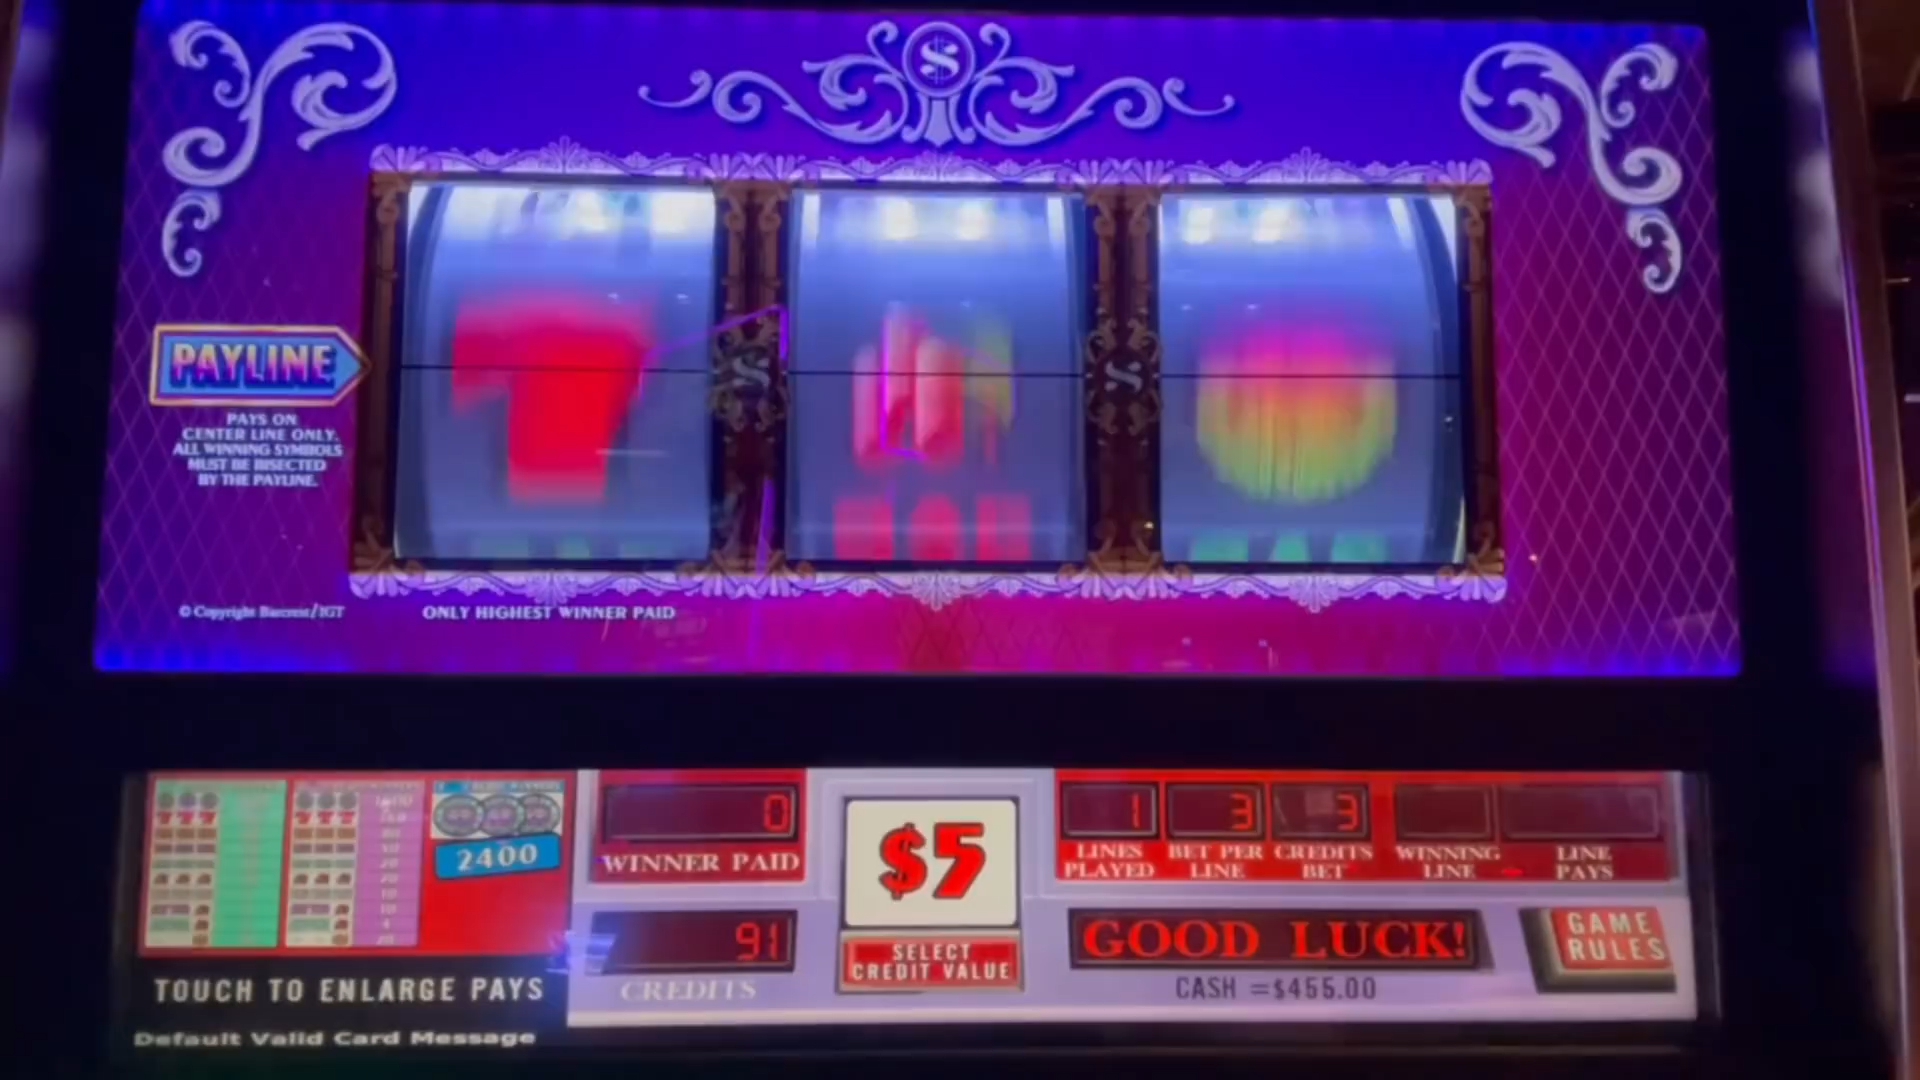 PAYLINE
PAYS ON
CENTER LINE ONLY.
ALL WINNING SYMBOLS
MUST BE BISECTED
BY THE PAYLINE.
© Copyright Barcrest/IGT
ONLY HIGHEST WINNER PAID
2400
0
WINNER PAID
91
CREDITS
$5
SELECT
CREDIT VALUE
1
3
3
LINES
PLAYED
BET PER
LINE
CREDITS
BET
WINNING
LINE
LINE
PAYS
GOOD LUCK!
CASH =$455.00
GAME
RULES
TOUCH TO ENLARGE PAYS
Default Valid Card Message